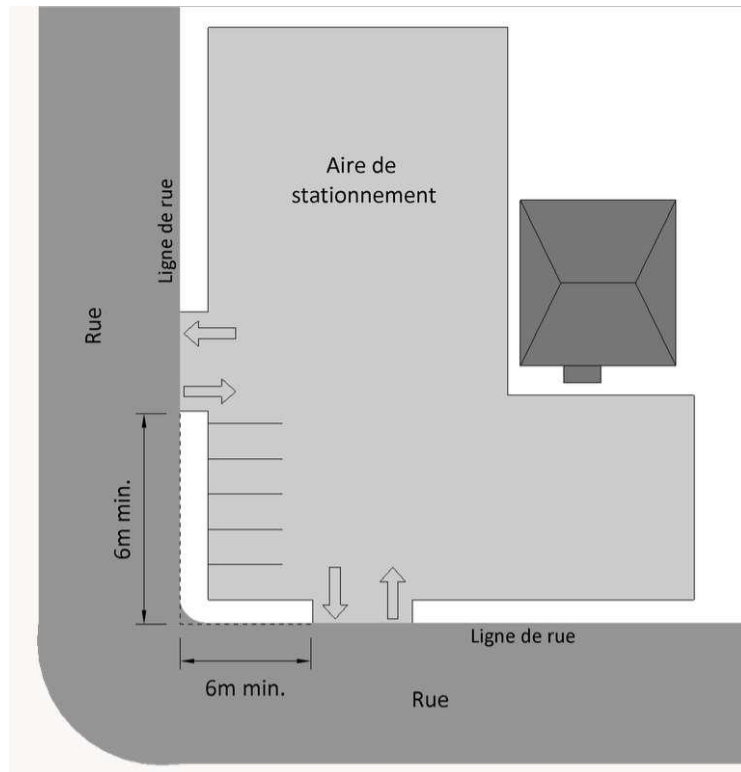 Aire de
stationnement
Ligne de rue
Rue
6m min.
Ligne de rue
6m min.
Rue